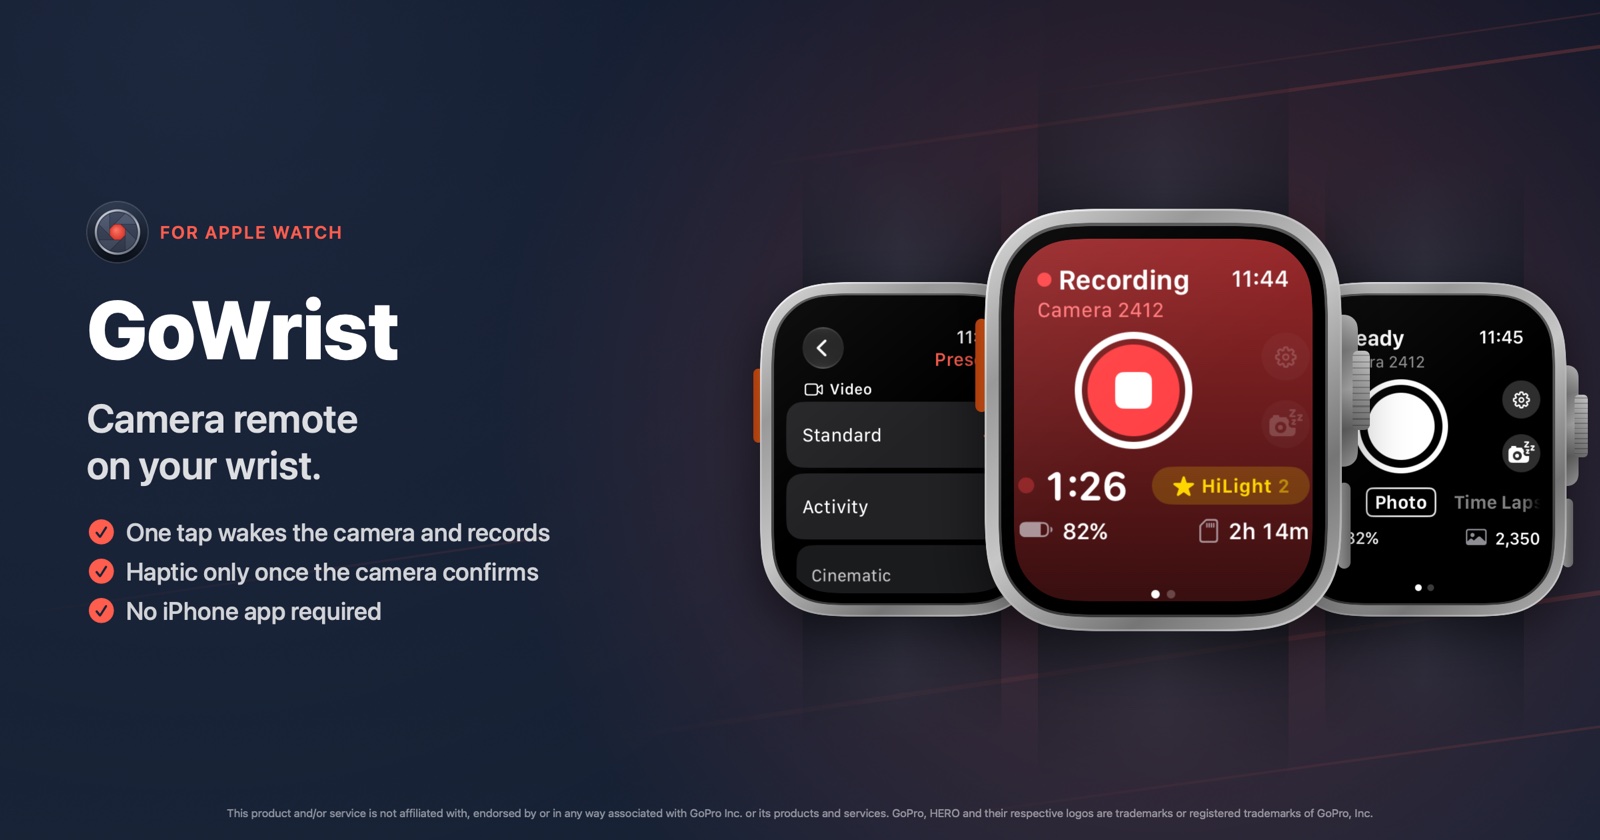 FOR APPLE WATCH
GoWrist
Camera remote
on your wrist.
One tap wakes the camera and records
Haptic only once the camera confirms
No iPhone app required
11:
Video
Standard
Activity
Cinematic
Recording 11:44
Camera 2412
1:26 HiLight 2
82% 2h 14m
11:45
2412
Photo Time
2,350
This product and/or service is not affiliated with, endorsed by or in any way associated with GoPro Inc. or its products and services. GoPro, HERO and their respective logos are trademarks or registered trademarks of GoPro, Inc.